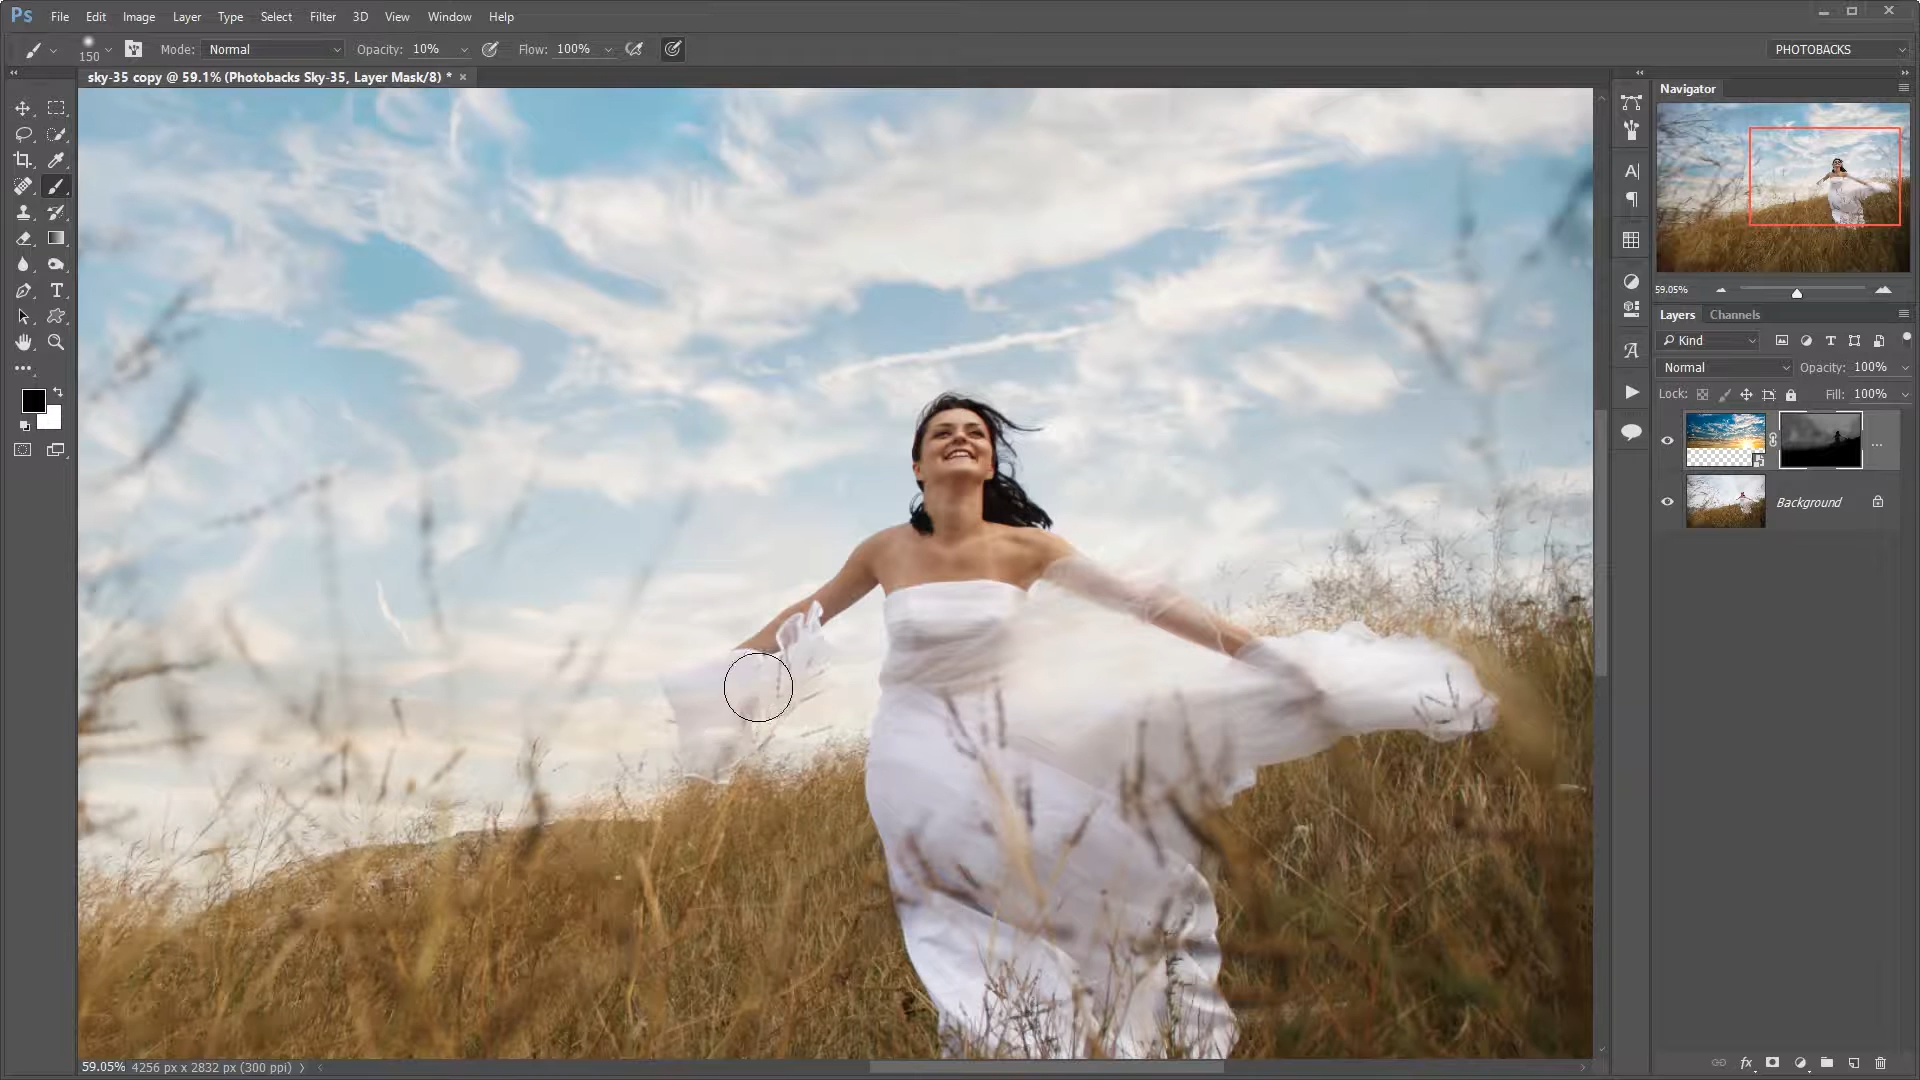 Ps File Edit Image Layer Type Select Filter 3D View Window Help
150 Mode: Normal Opacity: 10% Flow: 100% PHOTOBACKS
sky-35 copy @ 59.1% (Photobacks Sky-35, Layer Mask/8) *
Navigator
59.05%
Layers Channels
Kind
Normal Opacity: 100%
Lock: Fill: 100%
...
Background
59.05% 4256 px x 2832 px (300 ppi)